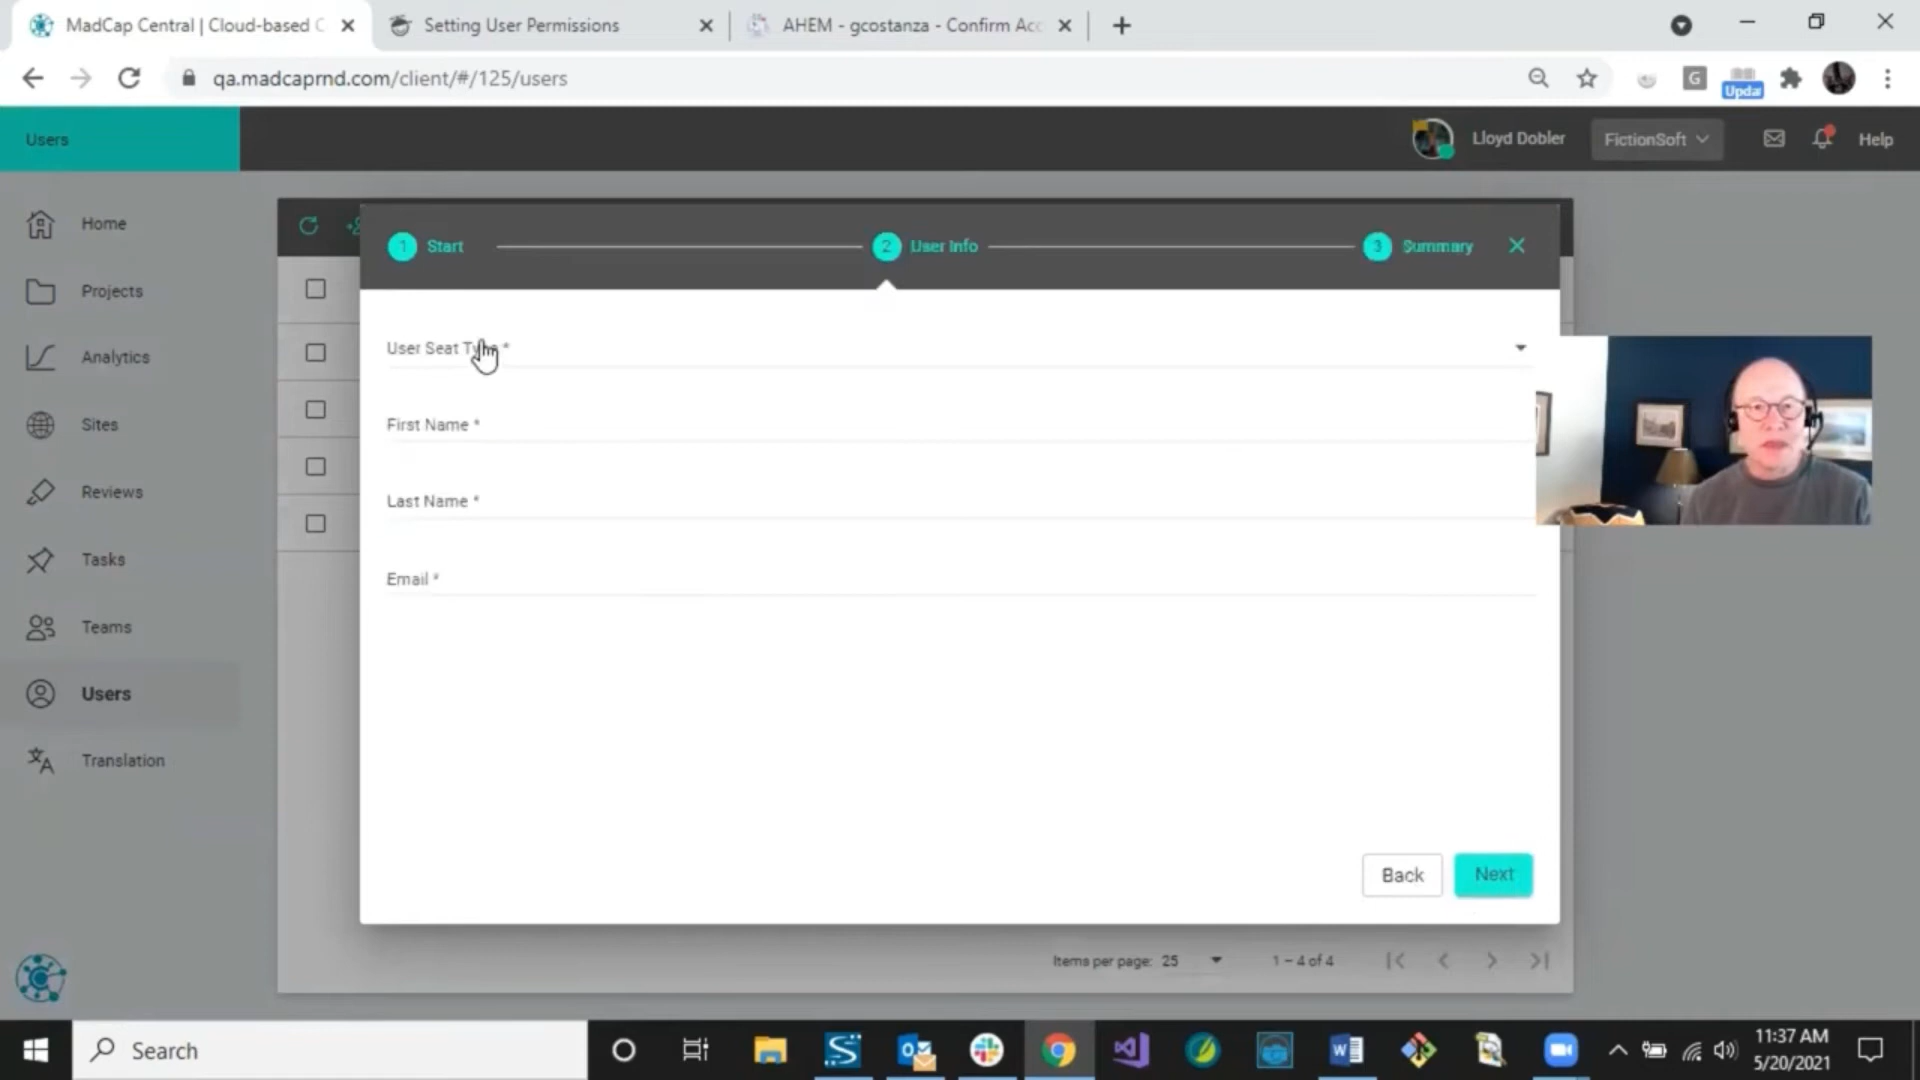 MadCap Central | Cloud-based C
Setting User Permissions
AHEM - gcostanza - Confirm Acc
qa.madcaprnd.com/client/#/125/users
G
Updat
Users
Lloyd Dobler
FictionSoft
Help
Home
Projects
Analytics
Sites
Reviews
Tasks
Teams
Users
Translation
1 Start
2 User Info
3 Summary
User Seat Type *
First Name *
Last Name *
Email *
Back
Next
Items per page: 25
1 – 4 of 4
Search
11:37 AM
5/20/2021